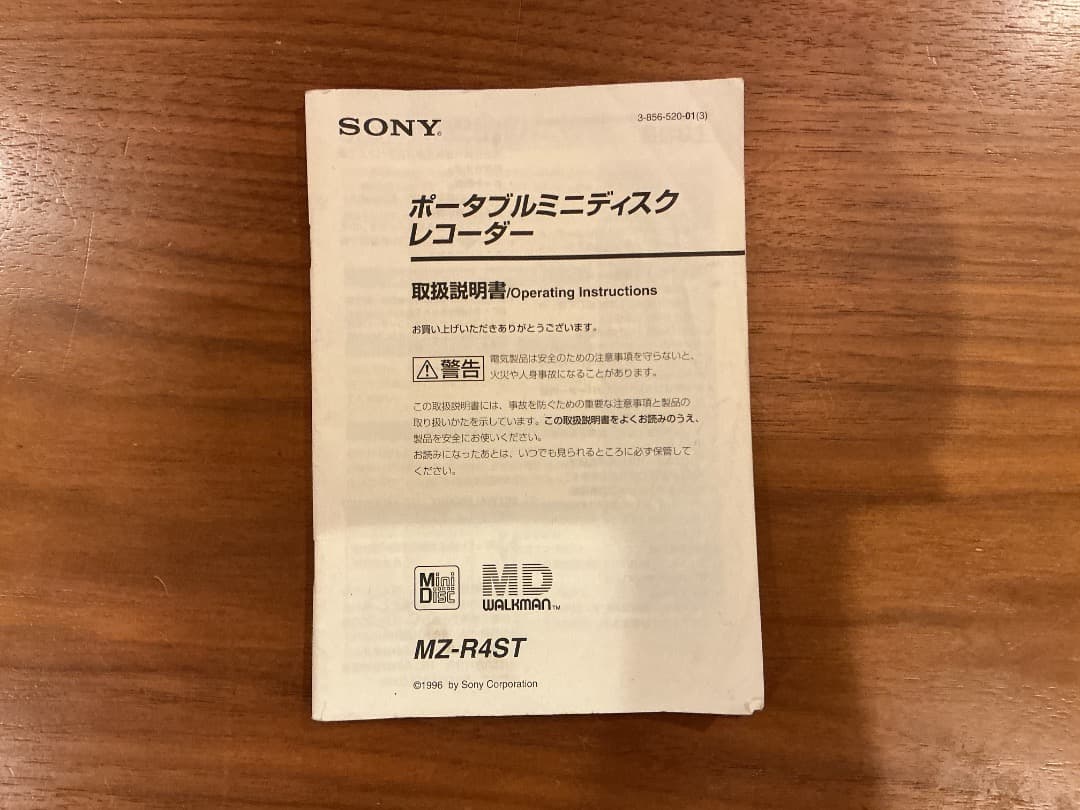 SONY®
3-856-520-01(3)
ポータブルミニディスク
レコーダー
取扱説明書/Operating Instructions
お買い上げいただきありがとうございます。
警告
電気製品は安全のための注意事項を守らないと、
火災や人身事故になることがあります。
この取扱説明書には、事故を防ぐための重要な注意事項と製品の
取り扱いかたを示しています。この取扱説明書をよくお読みのうえ、
製品を安全にお使いください。
お読みになったあとは、いつでも見られるところに必ず保管して
ください。
Mini
Disc
MD
WALKMAN™
MZ-R4ST
©1996 by Sony Corporation